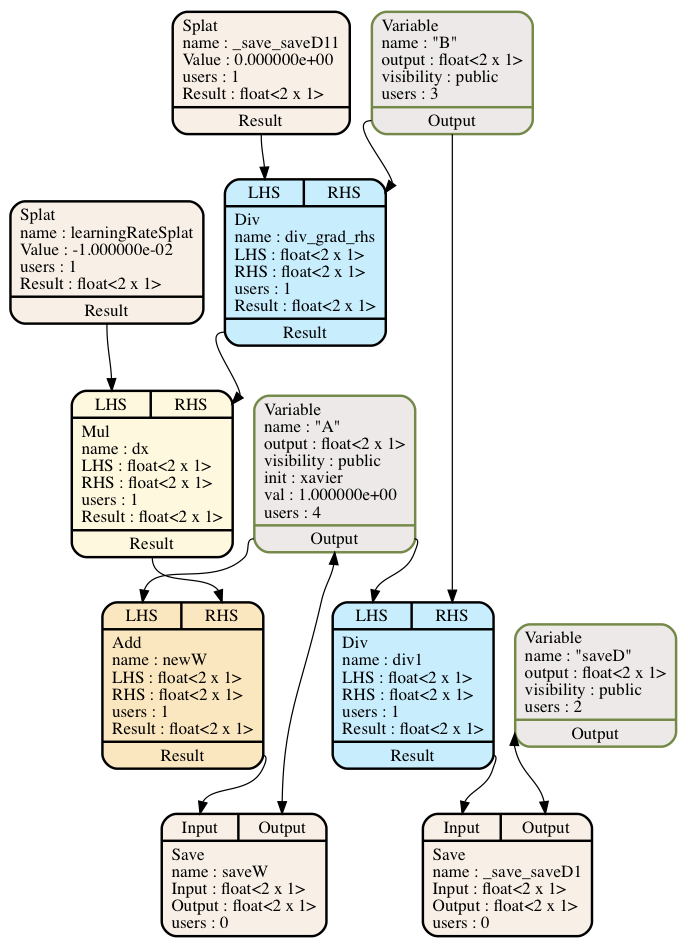 Splat
name : _save_saveD11
Value : 0.000000e+00
users : 1
Result : float<2 x 1>
Result
Variable
name : "B"
output : float<2 x 1>
visibility : public
users : 3
Output
LHS
RHS
Div
name : div_grad_rhs
LHS : float<2 x 1>
RHS : float<2 x 1>
users : 1
Result : float<2 x 1>
Result
Splat
name : learningRateSplat
Value : -1.000000e-02
users : 1
Result : float<2 x 1>
Result
LHS
RHS
Mul
name : dx
LHS : float<2 x 1>
RHS : float<2 x 1>
users : 1
Result : float<2 x 1>
Result
Variable
name : "A"
output : float<2 x 1>
visibility : public
init : xavier
val : 1.000000e+00
users : 4
Output
LHS
RHS
Add
name : newW
LHS : float<2 x 1>
RHS : float<2 x 1>
users : 1
Result : float<2 x 1>
Result
LHS
RHS
Div
name : div1
LHS : float<2 x 1>
RHS : float<2 x 1>
users : 1
Result : float<2 x 1>
Result
Variable
name : "saveD"
output : float<2 x 1>
visibility : public
users : 2
Output
Input
Output
Save
name : saveW
Input : float<2 x 1>
Output : float<2 x 1>
users : 0
Input
Output
Save
name : _save_saveD1
Input : float<2 x 1>
Output : float<2 x 1>
users : 0